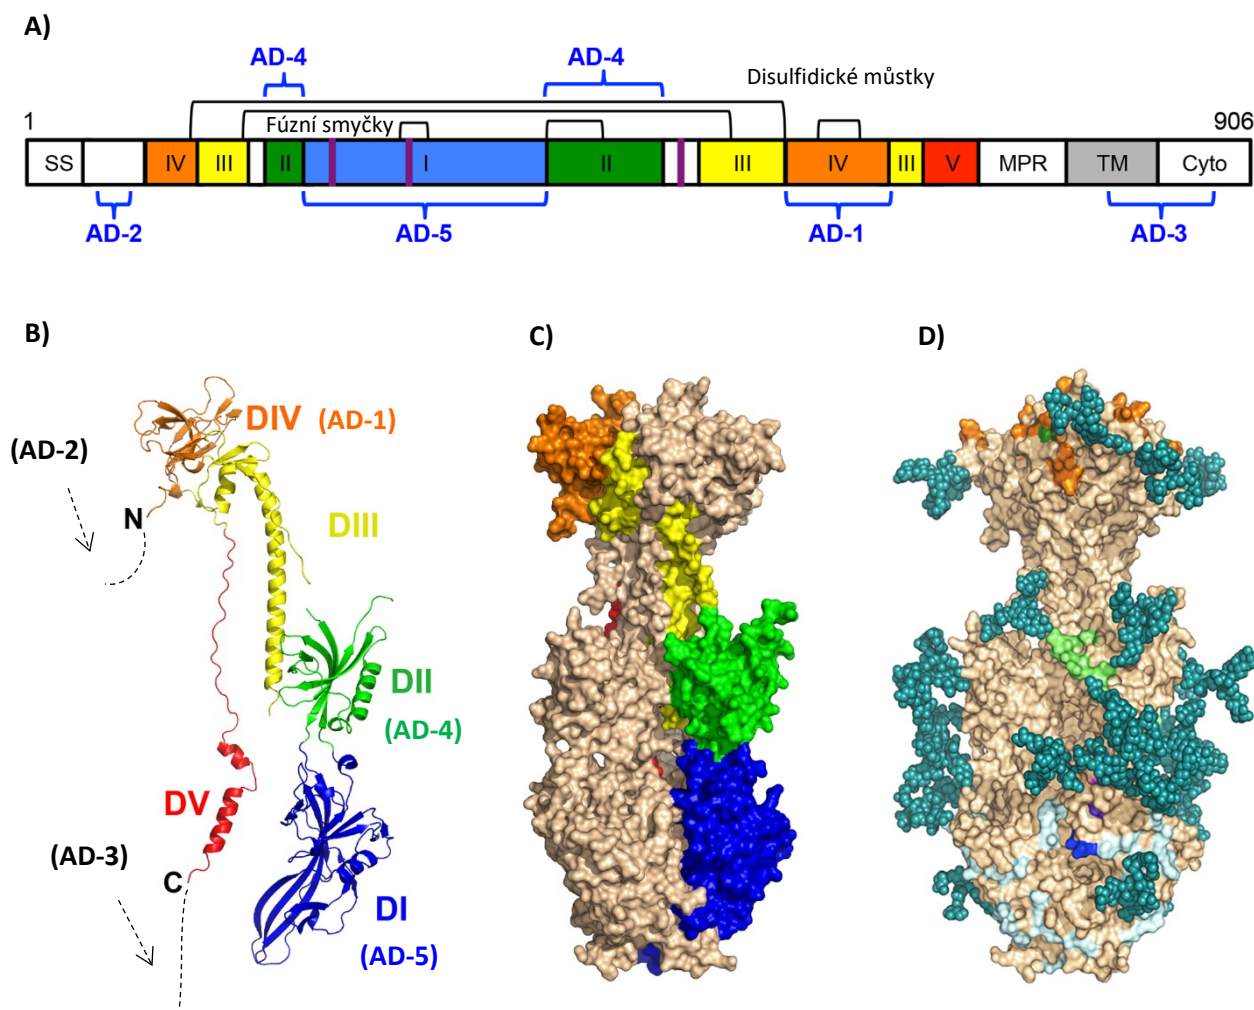 A)
AD-4 AD-4 Disulfidické můstky
1 Fúzní smyčky 906
SS IV III II I II III IV III V MPR TM Cyto
AD-2 AD-5 AD-1 AD-3
B) C) D)
DIV (AD-1)
(AD-2)
N
DIII
DII
(AD-4)
DV
(AD-3)
C
DI
(AD-5)